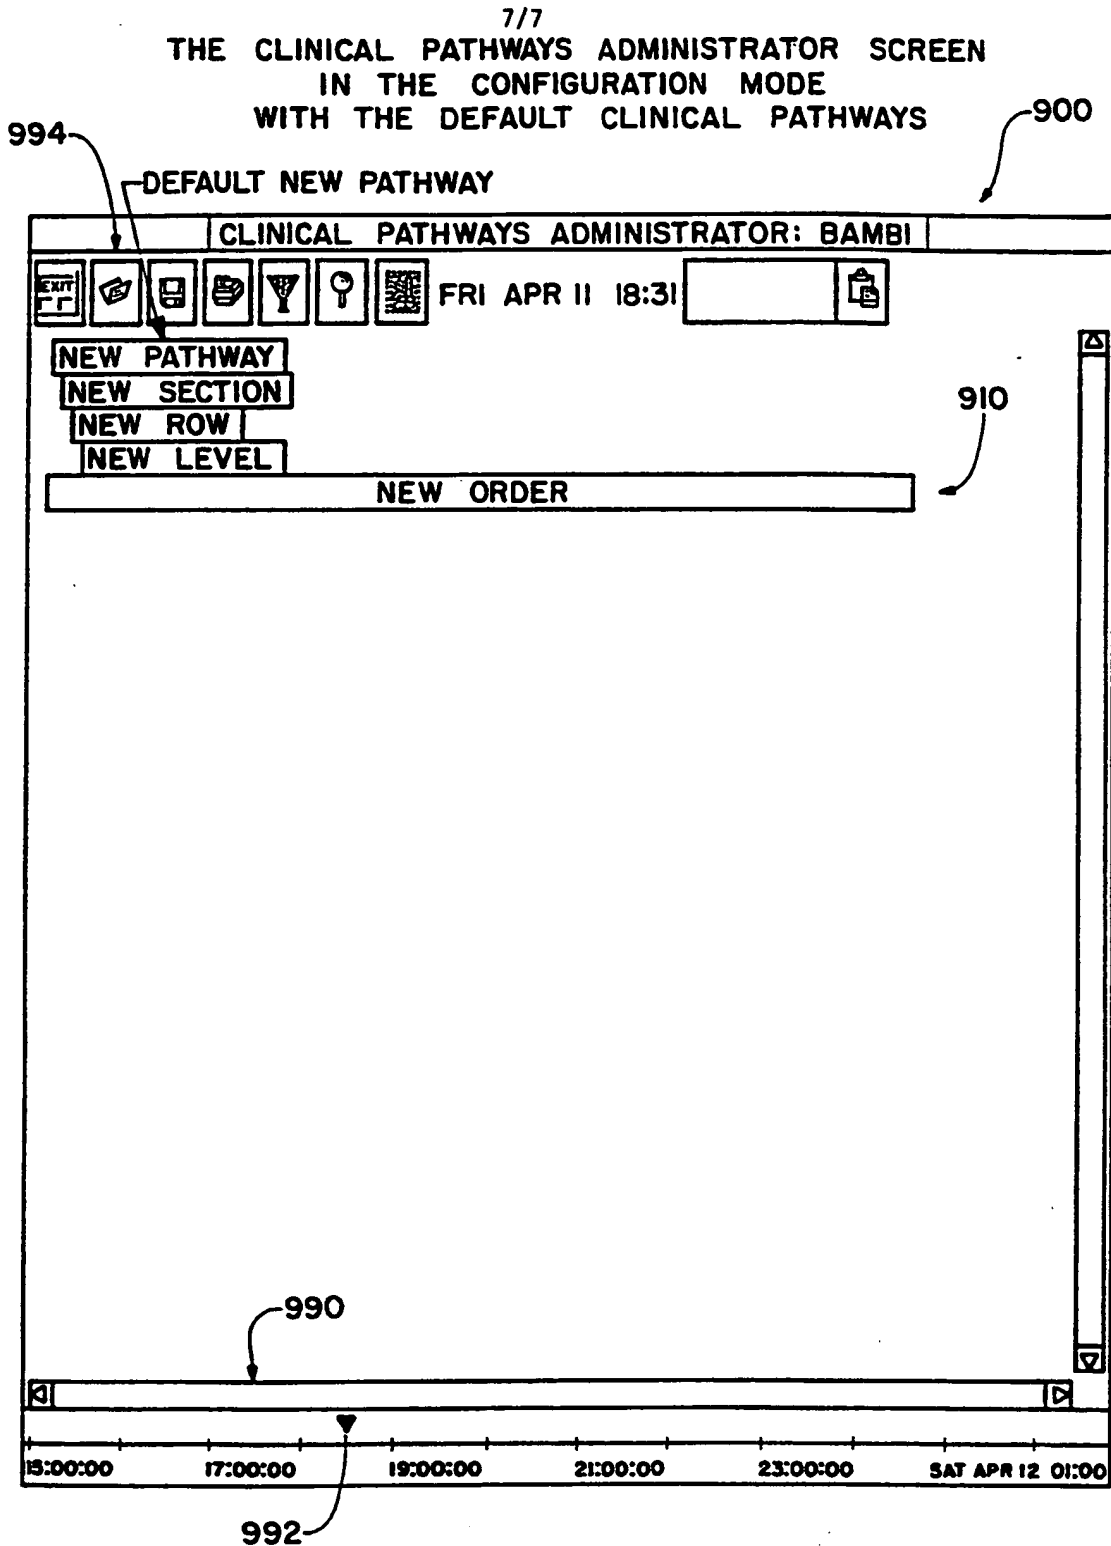 7/7
THE CLINICAL PATHWAYS ADMINISTRATOR SCREEN
IN THE CONFIGURATION MODE
WITH THE DEFAULT CLINICAL PATHWAYS
900
994
DEFAULT NEW PATHWAY
CLINICAL PATHWAYS ADMINISTRATOR: BAMBI
EXIT
FRI APR 11 18:31
NEW PATHWAY
NEW SECTION
NEW ROW
NEW LEVEL
NEW ORDER
910
990
15:00:00 17:00:00 19:00:00 21:00:00 23:00:00 SAT APR 12 01:00
992